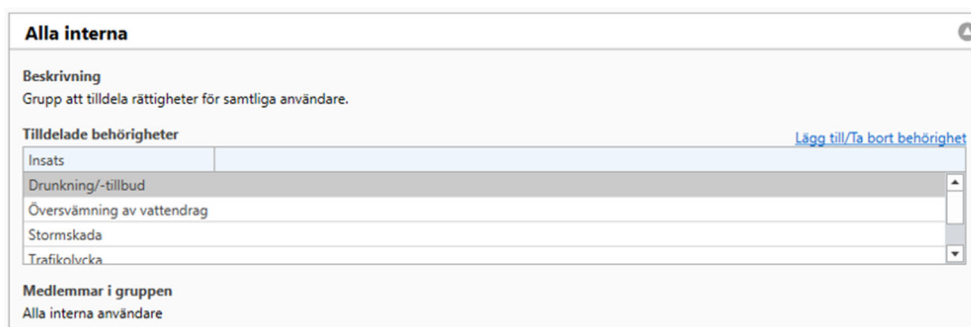 Alla interna
Beskrivning
Grupp att tilldela rättigheter för samtliga användare.
Tilldelade behörigheter
Lägg till/Ta bort behörighet
Insats
Drunkning/-tillbud
Översvämning av vattendrag
Stormskada
Trafikolycka
Medlemmar i gruppen
Alla interna användare